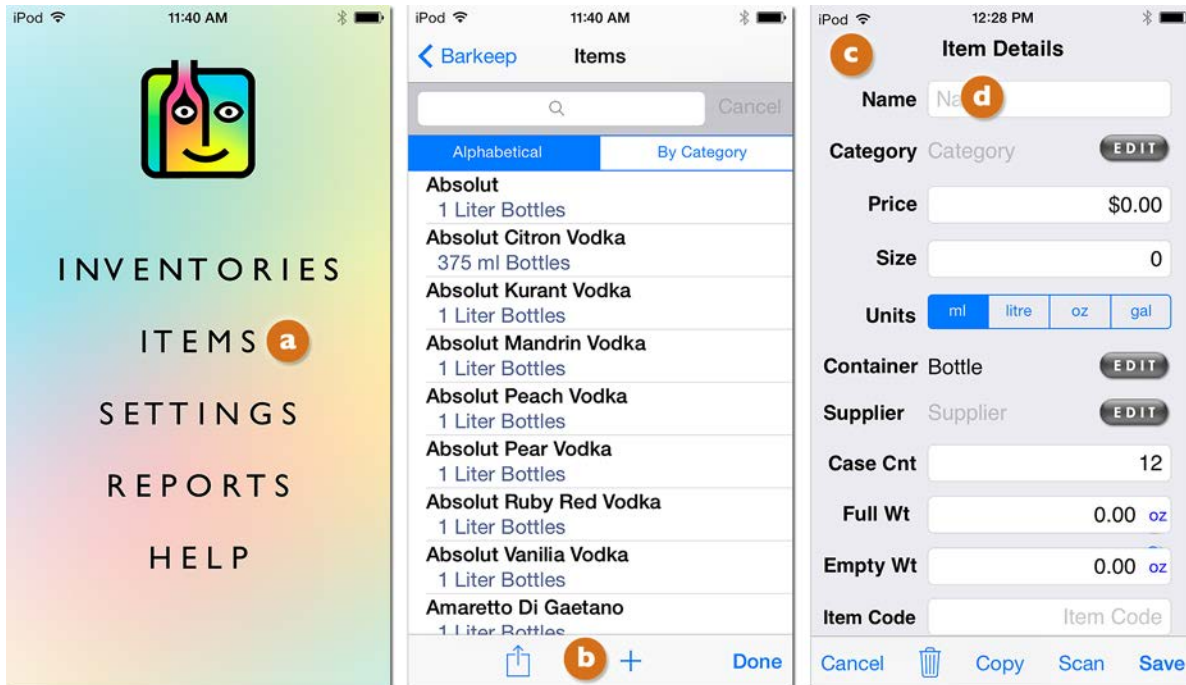 iPod 11:40 AM
INVENTORIES
ITEMS a
SETTINGS
REPORTS
HELP
iPod 11:40 AM
Barkeep Items
Cancel
Alphabetical By Category
Absolut
1 Liter Bottles
Absolut Citron Vodka
375 ml Bottles
Absolut Kurant Vodka
1 Liter Bottles
Absolut Mandrin Vodka
1 Liter Bottles
Absolut Peach Vodka
1 Liter Bottles
Absolut Pear Vodka
1 Liter Bottles
Absolut Ruby Red Vodka
1 Liter Bottles
Absolut Vanilia Vodka
1 Liter Bottles
Amaretto Di Gaetano
1 Liter Bottles
b + Done
iPod 12:28 PM
c Item Details
Name Na d
Category Category EDIT
Price $0.00
Size 0
Units ml litre oz gal
Container Bottle EDIT
Supplier Supplier EDIT
Case Cnt 12
Full Wt 0.00 oz
Empty Wt 0.00 oz
Item Code Item Code
Cancel Copy Scan Save